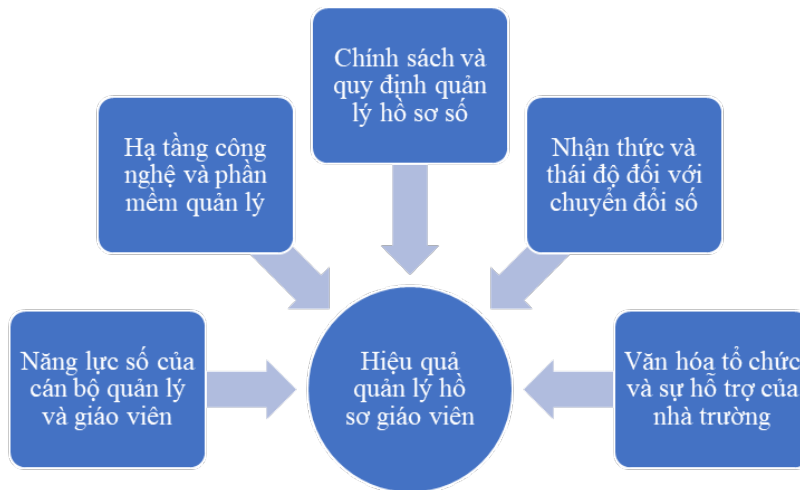 Chính sách và
quy định quản
lý hồ sơ số
Hạ tầng công
nghệ và phần
mềm quản lý
Nhận thức và
thái độ đối với
chuyển đổi số
Năng lực số của
cán bộ quản lý
và giáo viên
Hiệu quả
quản lý hồ
sơ giáo viên
Văn hóa tổ chức
và sự hỗ trợ của
nhà trường